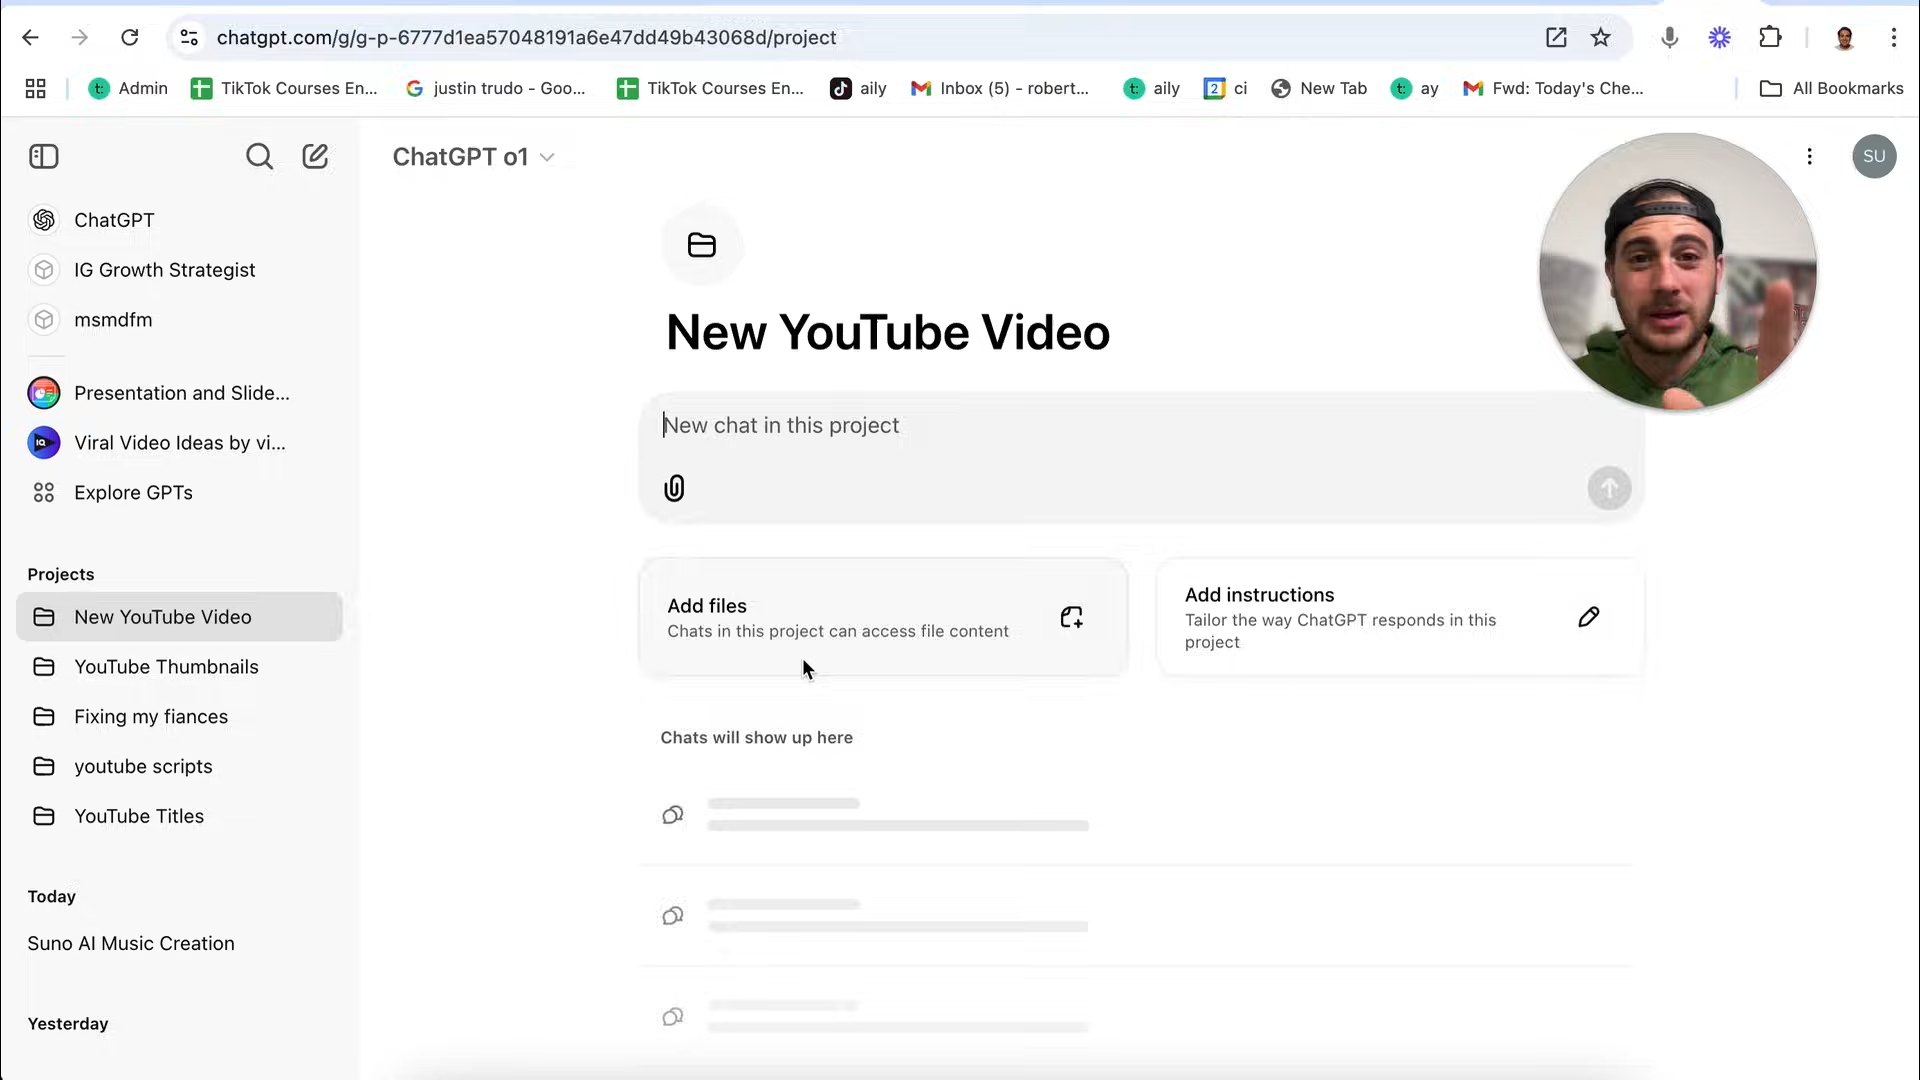 chatgpt.com/g/g-p-6777d1ea57048191a6e47dd49b43068d/project
Admin
TikTok Courses En...
justin trudo - Goo...
TikTok Courses En...
aily
Inbox (5) - robert...
aily
2
ci
New Tab
ay
Fwd: Today's Che...
All Bookmarks
ChatGPT o1
SU
ChatGPT
IG Growth Strategist
msmdfm
Presentation and Slide...
IQ
Viral Video Ideas by vi...
Explore GPTs
Projects
New YouTube Video
YouTube Thumbnails
Fixing my fiances
youtube scripts
YouTube Titles
Today
Suno AI Music Creation
Yesterday
New YouTube Video
New chat in this project
Add files
Chats in this project can access file content
Add instructions
Tailor the way ChatGPT responds in this
project
Chats will show up here